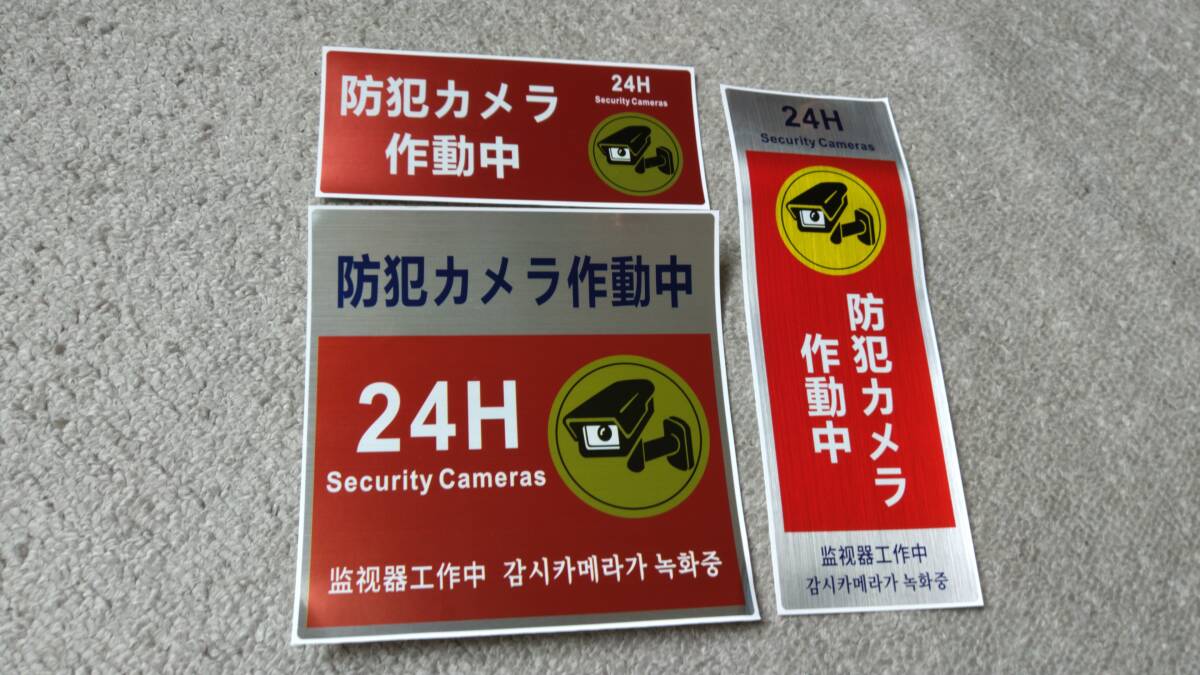 防犯カメラ
作動中
24H
Security Cameras
防犯カメラ作動中
24H
Security Cameras
监视器工作中 감시카메라가 녹화중
24H
Security Cameras
防犯カメラ
作動中
监视器工作中
감시카메라가 녹화중